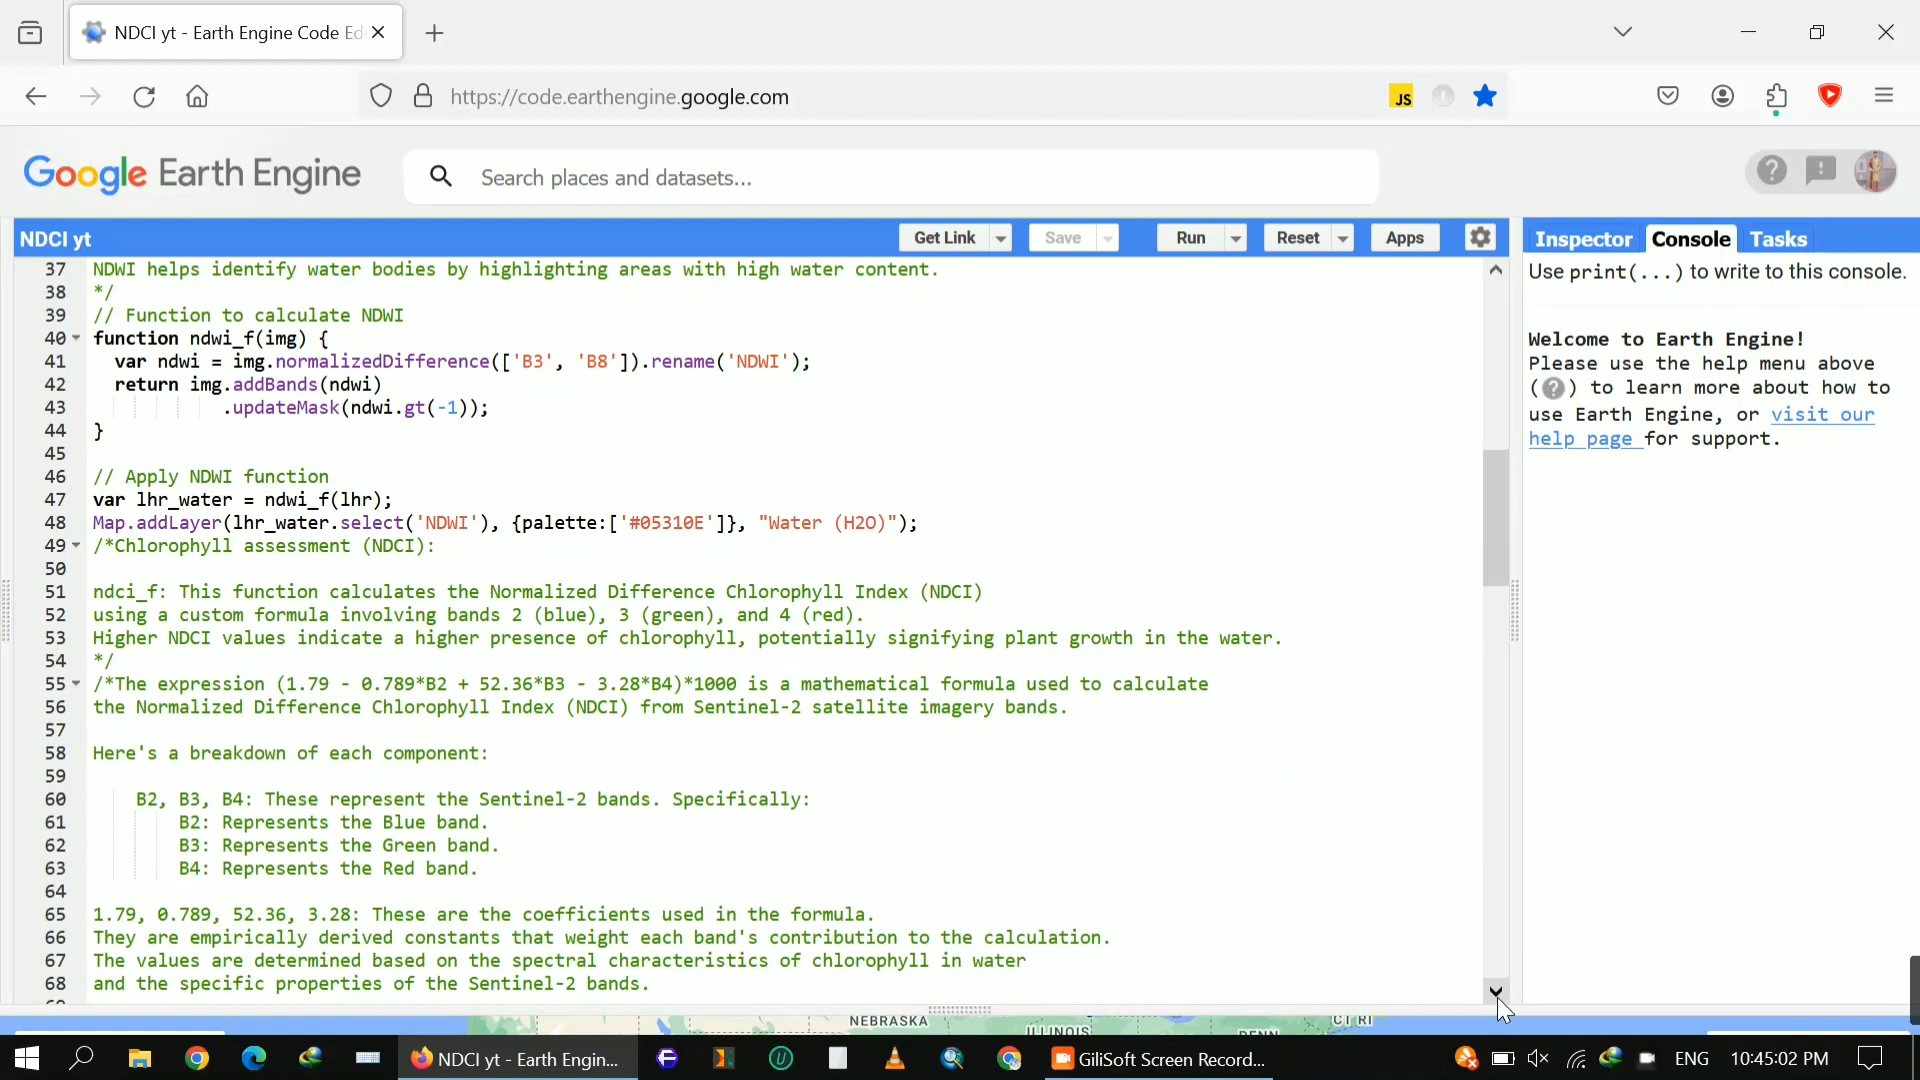 NDCI yt - Earth Engine Code Ed
https://code.earthengine.google.com
JS
Google Earth Engine
Search places and datasets...
NDCI yt
Get Link
Save
Run
Reset
Apps
Inspector
Console
Tasks
37 NDWI helps identify water bodies by highlighting areas with high water content.
38 */
39 // Function to calculate NDWI
40 function ndwi_f(img) {
41 var ndwi = img.normalizedDifference(['B3', 'B8']).rename('NDWI');
42 return img.addBands(ndwi)
43 .updateMask(ndwi.gt(-1));
44 }
45
46 // Apply NDWI function
47 var lhr_water = ndwi_f(lhr);
48 Map.addLayer(lhr_water.select('NDWI'), {palette:['#05310E']}, "Water (H2O)");
49 /*Chlorophyll assessment (NDCI):
50
51 ndci_f: This function calculates the Normalized Difference Chlorophyll Index (NDCI)
52 using a custom formula involving bands 2 (blue), 3 (green), and 4 (red).
53 Higher NDCI values indicate a higher presence of chlorophyll, potentially signifying plant growth in the water.
54 */
55 /*The expression (1.79 - 0.789*B2 + 52.36*B3 - 3.28*B4)*1000 is a mathematical formula used to calculate
56 the Normalized Difference Chlorophyll Index (NDCI) from Sentinel-2 satellite imagery bands.
57
58 Here's a breakdown of each component:
59
60 B2, B3, B4: These represent the Sentinel-2 bands. Specifically:
61 B2: Represents the Blue band.
62 B3: Represents the Green band.
63 B4: Represents the Red band.
64
65 1.79, 0.789, 52.36, 3.28: These are the coefficients used in the formula.
66 They are empirically derived constants that weight each band's contribution to the calculation.
67 The values are determined based on the spectral characteristics of chlorophyll in water
68 and the specific properties of the Sentinel-2 bands.
Use print(...) to write to this console.
Welcome to Earth Engine!
Please use the help menu above
(?) to learn more about how to
use Earth Engine, or visit our
help page for support.
NEBRASKA
ILLINOIS
PENN
CT RI
NDCI yt - Earth Engin...
GiliSoft Screen Record...
ENG
10:45:02 PM